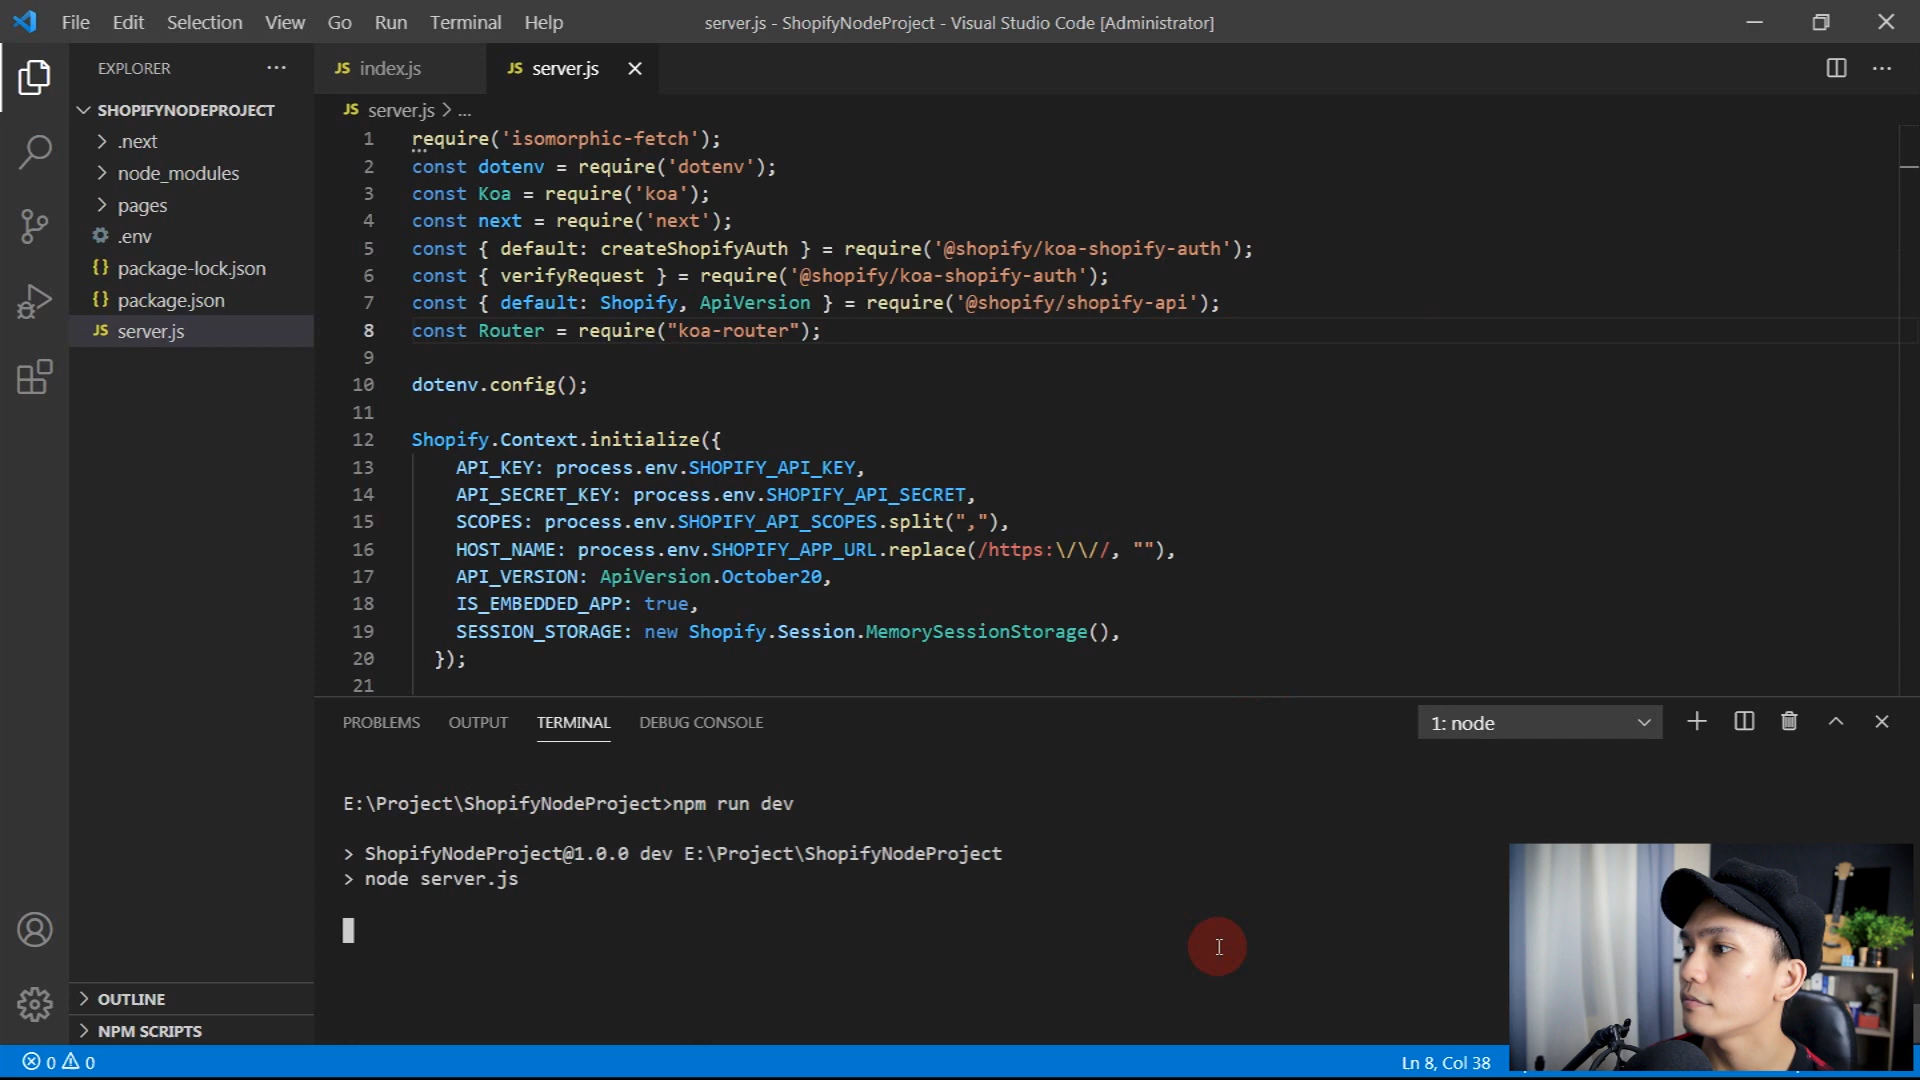 File Edit Selection View Go Run Terminal Help
server.js - ShopifyNodeProject - Visual Studio Code [Administrator]
EXPLORER
SHOPIFYNODEPROJECT
.next
node_modules
pages
.env
{} package-lock.json
{} package.json
JS server.js
OUTLINE
NPM SCRIPTS
JS index.js
JS server.js
JS server.js > ...
1 require('isomorphic-fetch');
2 const dotenv = require('dotenv');
3 const Koa = require('koa');
4 const next = require('next');
5 const { default: createShopifyAuth } = require('@shopify/koa-shopify-auth');
6 const { verifyRequest } = require('@shopify/koa-shopify-auth');
7 const { default: Shopify, ApiVersion } = require('@shopify/shopify-api');
8 const Router = require("koa-router");
9
10 dotenv.config();
11
12 Shopify.Context.initialize({
13 API_KEY: process.env.SHOPIFY_API_KEY,
14 API_SECRET_KEY: process.env.SHOPIFY_API_SECRET,
15 SCOPES: process.env.SHOPIFY_API_SCOPES.split(","),
16 HOST_NAME: process.env.SHOPIFY_APP_URL.replace(/https:\/\//, ""),
17 API_VERSION: ApiVersion.October20,
18 IS_EMBEDDED_APP: true,
19 SESSION_STORAGE: new Shopify.Session.MemorySessionStorage(),
20 });
21
PROBLEMS OUTPUT TERMINAL DEBUG CONSOLE
1: node
E:\Project\ShopifyNodeProject>npm run dev
> ShopifyNodeProject@1.0.0 dev E:\Project\ShopifyNodeProject
> node server.js
0 0
Ln 8, Col 38